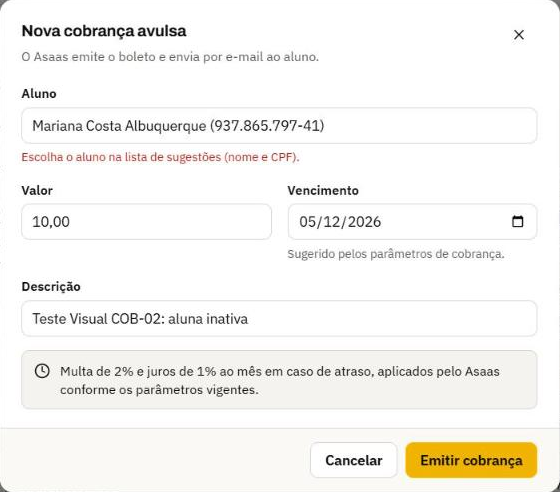 Nova cobrança avulsa
O Asaas emite o boleto e envia por e-mail ao aluno.
Aluno
Mariana Costa Albuquerque (937.865.797-41)
Escolha o aluno na lista de sugestões (nome e CPF).
Valor
Vencimento
10,00
05/12/2026
Sugerido pelos parâmetros de cobrança.
Descrição
Teste Visual COB-02: aluna inativa
Multa de 2% e juros de 1% ao mês em caso de atraso, aplicados pelo Asaas
conforme os parâmetros vigentes.
Cancelar
Emitir cobrança